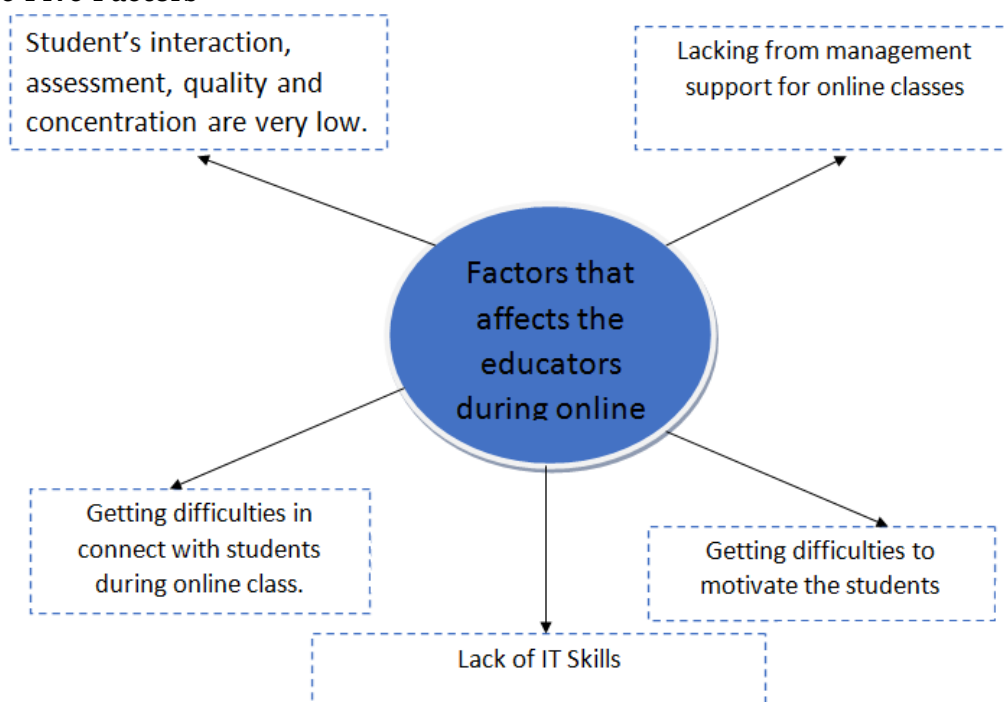 Student's interaction,
assessment, quality and
concentration are very low.
Lacking from management
support for online classes
Factors that
affects the
educators
during online
Getting difficulties in
connect with students
during online class.
Getting difficulties to
motivate the students
Lack of IT Skills